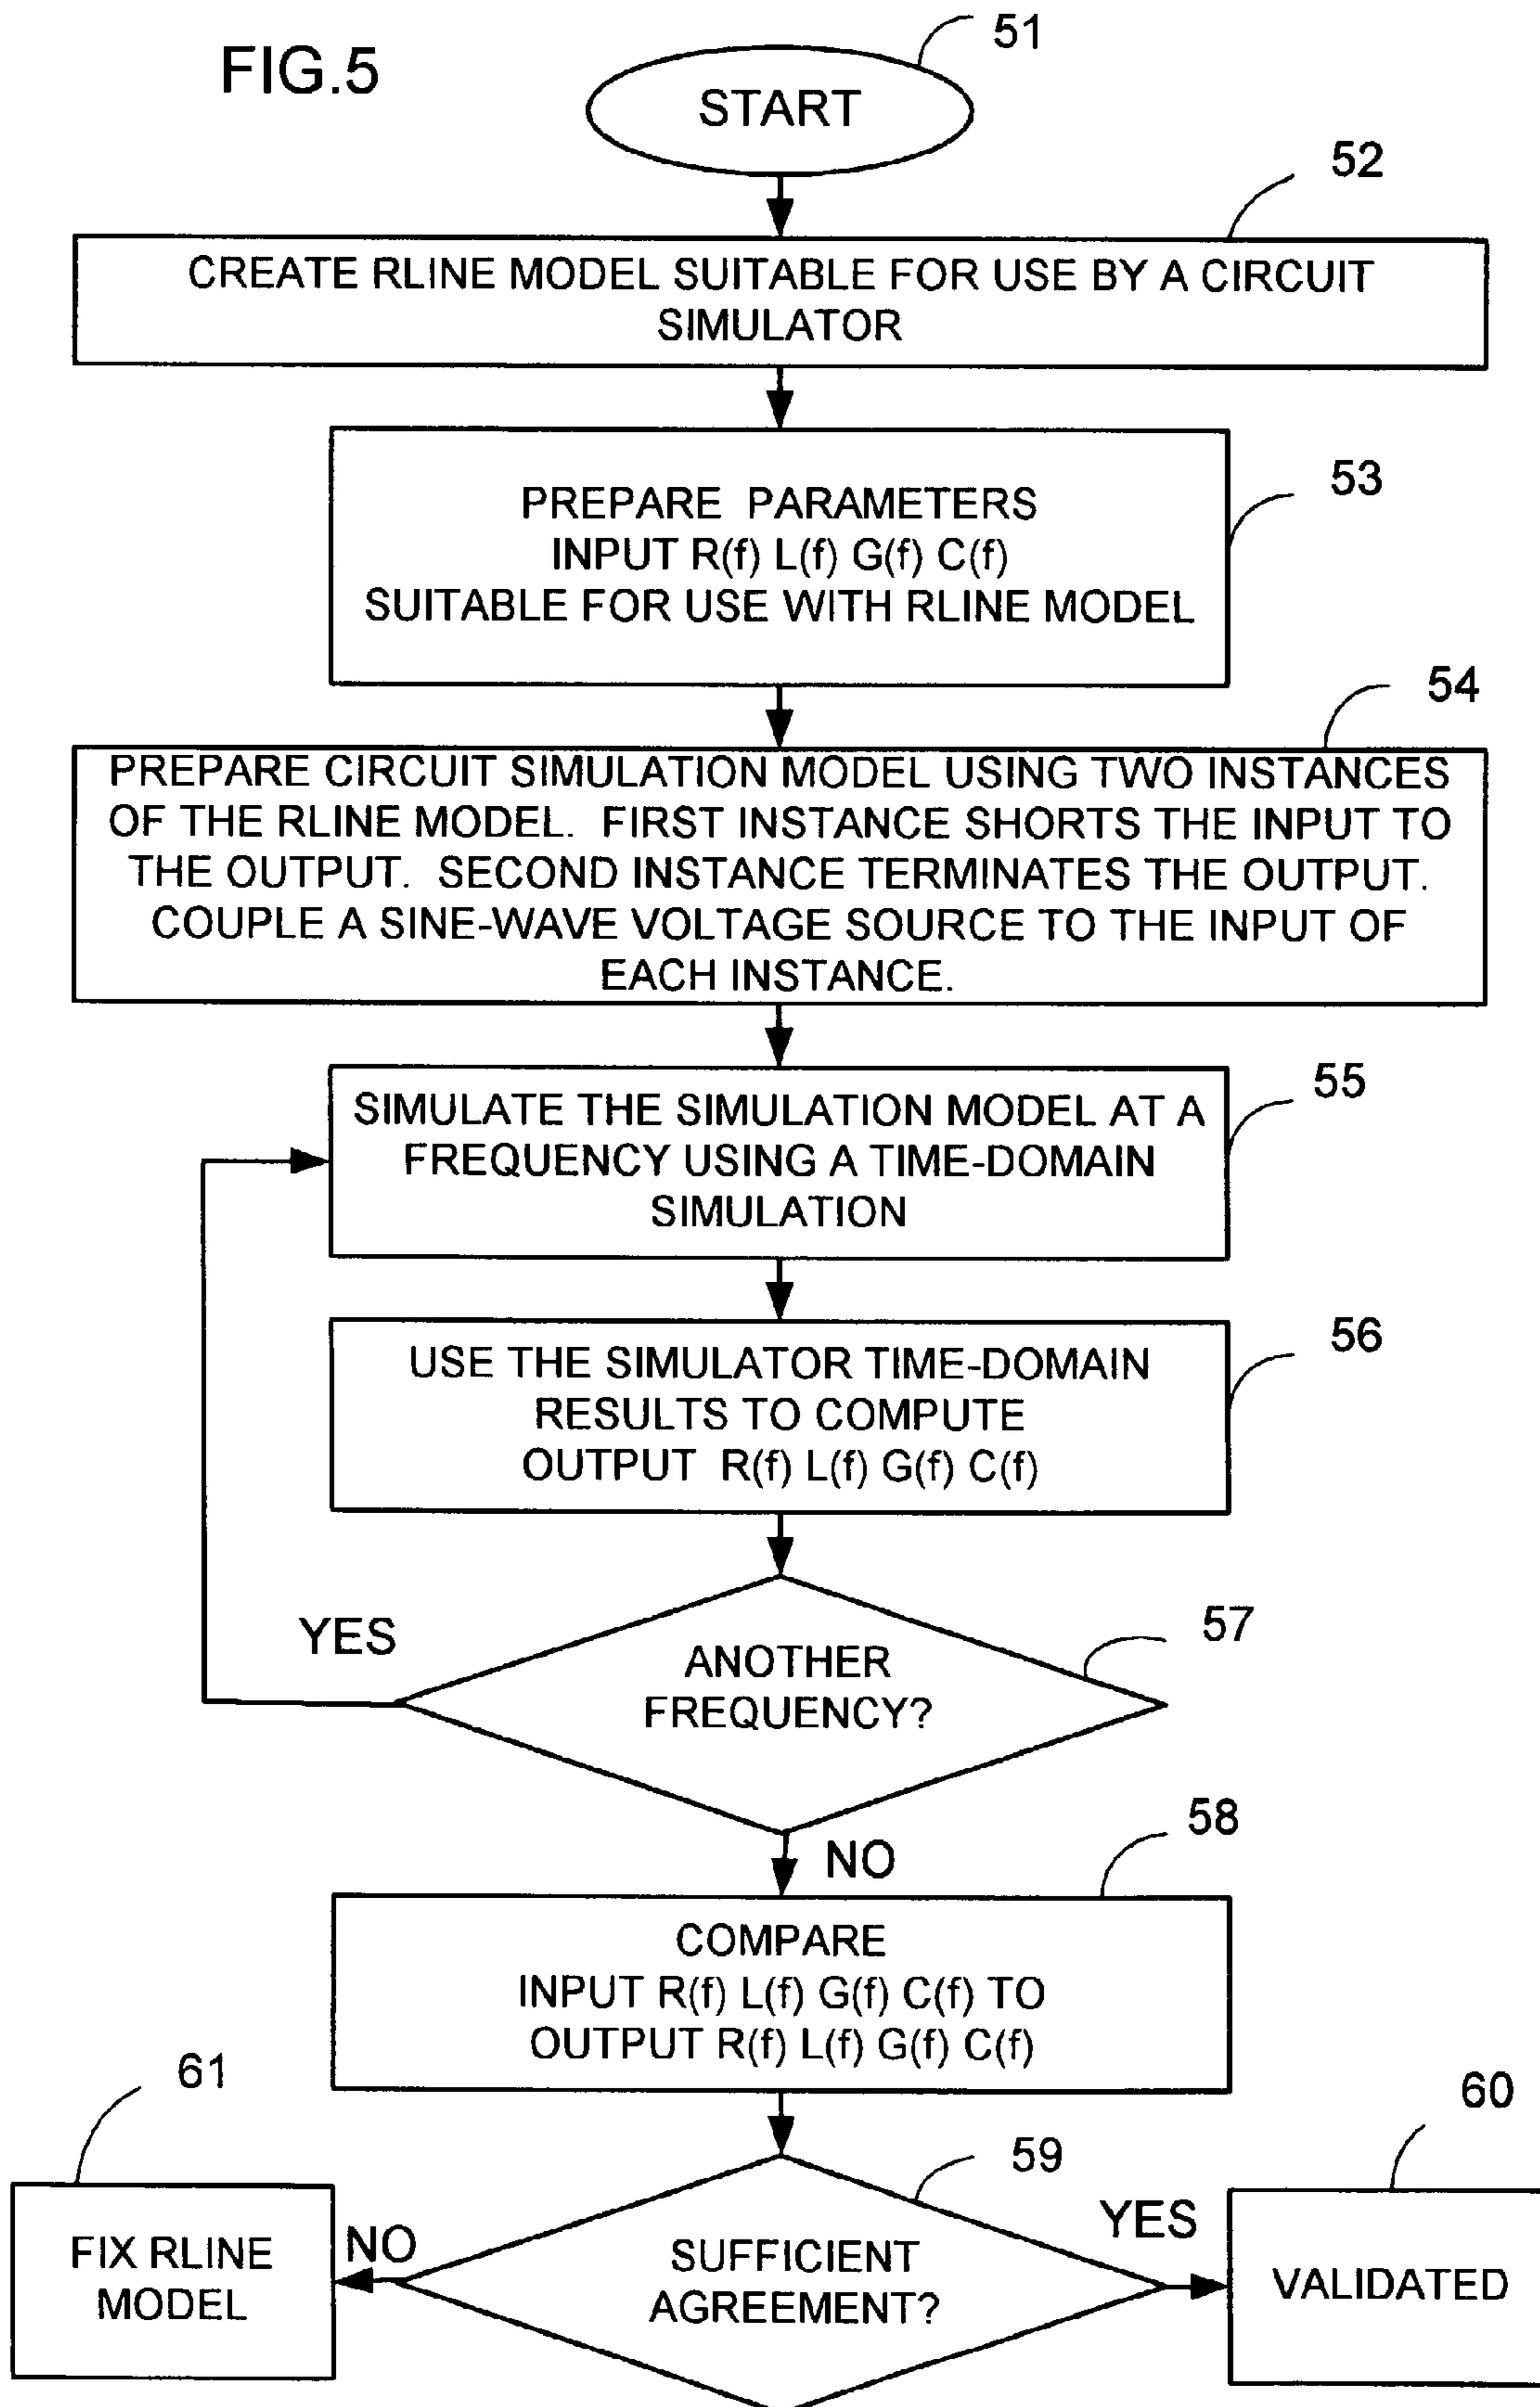 FIG.5
51
START
52
CREATE RLINE MODEL SUITABLE FOR USE BY A CIRCUIT
SIMULATOR
53
PREPARE PARAMETERS
INPUT R(f) L(f) G(f) C(f)
SUITABLE FOR USE WITH RLINE MODEL
54
PREPARE CIRCUIT SIMULATION MODEL USING TWO INSTANCES
OF THE RLINE MODEL. FIRST INSTANCE SHORTS THE INPUT TO
THE OUTPUT. SECOND INSTANCE TERMINATES THE OUTPUT.
COUPLE A SINE-WAVE VOLTAGE SOURCE TO THE INPUT OF
EACH INSTANCE.
55
SIMULATE THE SIMULATION MODEL AT A
FREQUENCY USING A TIME-DOMAIN
SIMULATION
56
USE THE SIMULATOR TIME-DOMAIN
RESULTS TO COMPUTE
OUTPUT R(f) L(f) G(f) C(f)
57
YES
ANOTHER
FREQUENCY?
NO
58
COMPARE
INPUT R(f) L(f) G(f) C(f) TO
OUTPUT R(f) L(f) G(f) C(f)
59
SUFFICIENT
AGREEMENT?
YES
60
VALIDATED
NO
61
FIX RLINE
MODEL